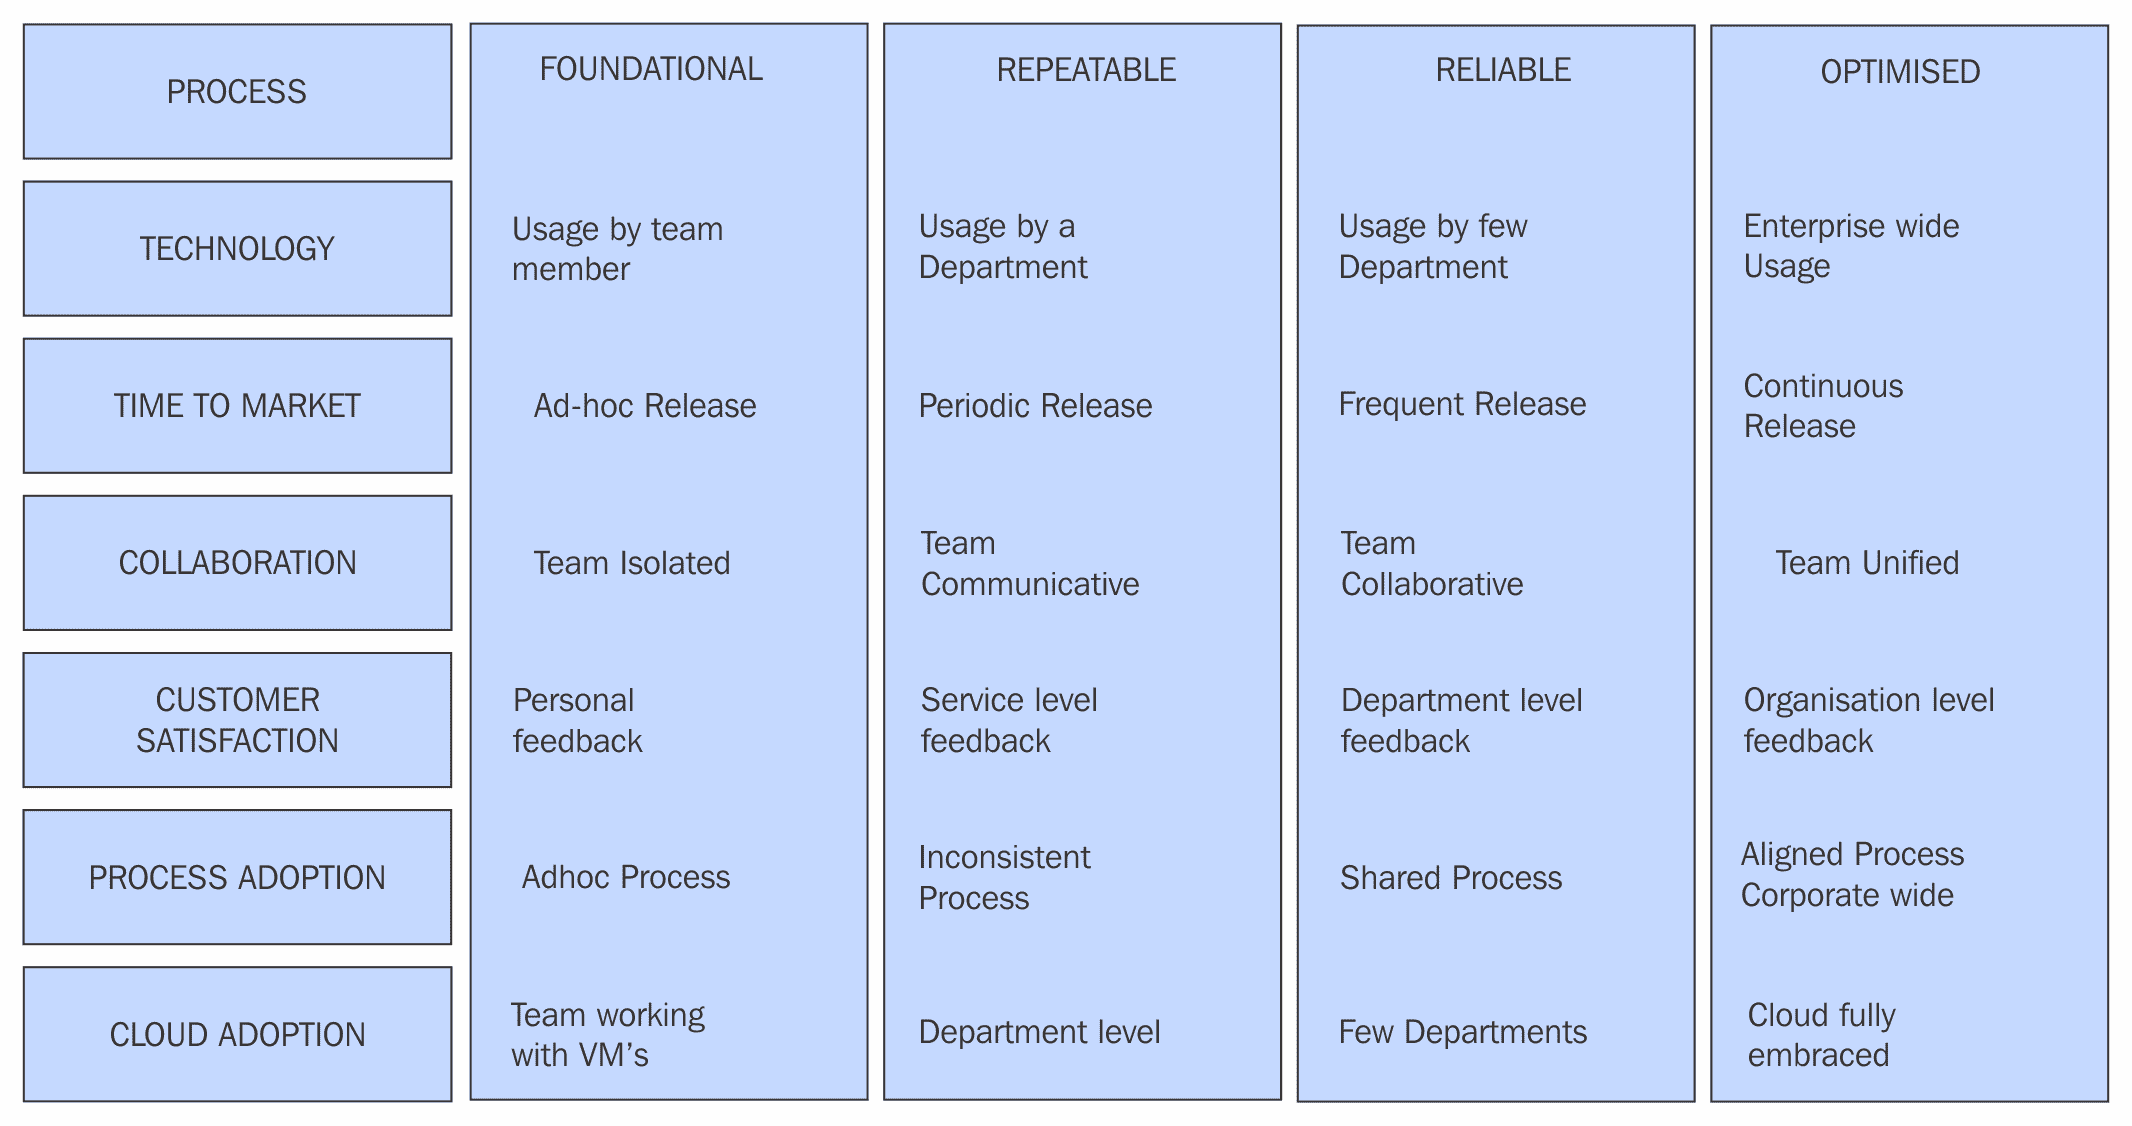 PROCESS
FOUNDATIONAL
REPEATABLE
RELIABLE
OPTIMISED
TECHNOLOGY
Usage by team
member
Usage by a
Department
Usage by few
Department
Enterprise wide
Usage
TIME TO MARKET
Ad-hoc Release
Periodic Release
Frequent Release
Continuous
Release
COLLABORATION
Team Isolated
Team
Communicative
Team
Collaborative
Team Unified
CUSTOMER
SATISFACTION
Personal
feedback
Service level
feedback
Department level
feedback
Organisation level
feedback
PROCESS ADOPTION
Adhoc Process
Inconsistent
Process
Shared Process
Aligned Process
Corporate wide
CLOUD ADOPTION
Team working
with VM’s
Department level
Few Departments
Cloud fully
embraced